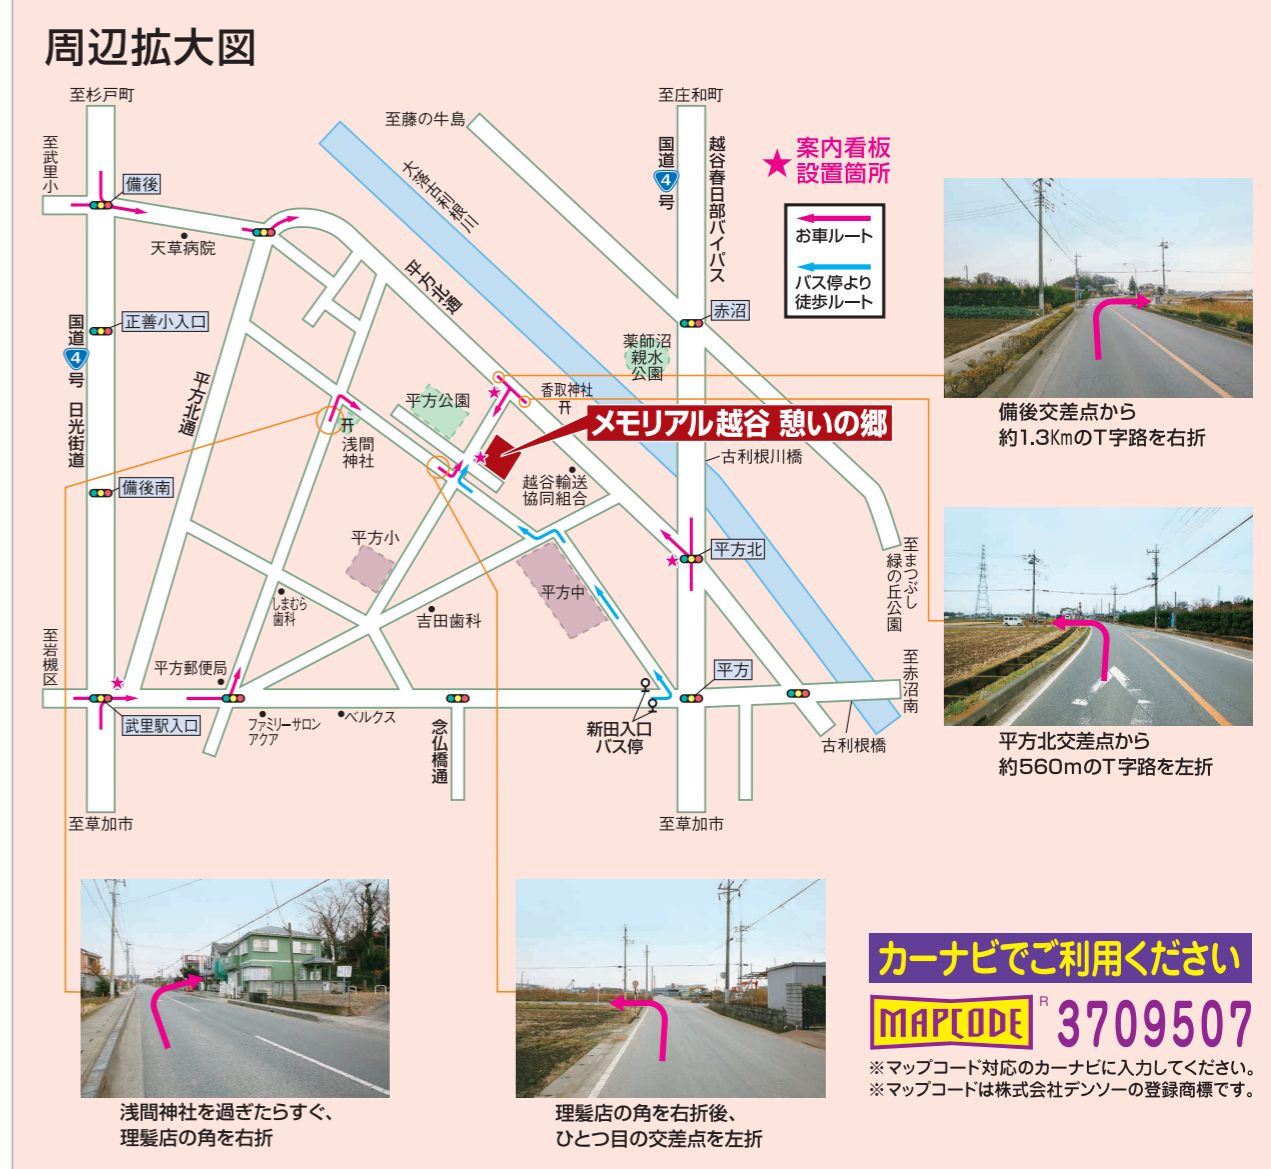 周辺拡大図
至杉戸町
至武里小
備後
天草病院
正善小入口
国道4号 日光街道
備後南
平方北通
至岩槻区
平方郵便局
武里駅入口
至草加市
ファミリーサロン
アクア
ベルクス
しまむら
歯科
吉田歯科
念仏橋通
至藤の牛島
大落古利根川
平方北通
平方公園
浅間
神社
平方小
平方中
越谷輸送
協同組合
香取神社
メモリアル越谷 憩いの郷
薬師沼
親水
公園
至庄和町
国道4号
越谷春日部バイパス
赤沼
古利根川橋
平方北
平方
新田入口
バス停
至草加市
古利根橋
至まつぶし
緑の丘公園
至赤沼南
★案内看板
設置箇所
お車ルート
バス停より
徒歩ルート
備後交差点から
約1.3KmのT字路を右折
平方北交差点から
約560mのT字路を左折
浅間神社を過ぎたらすぐ、
理髪店の角を右折
理髪店の角を右折後、
ひとつ目の交差点を左折
カーナビでご利用ください
MAPCODE R 3709507
※マップコード対応のカーナビに入力してください。
※マップコードは株式会社デンソーの登録商標です。